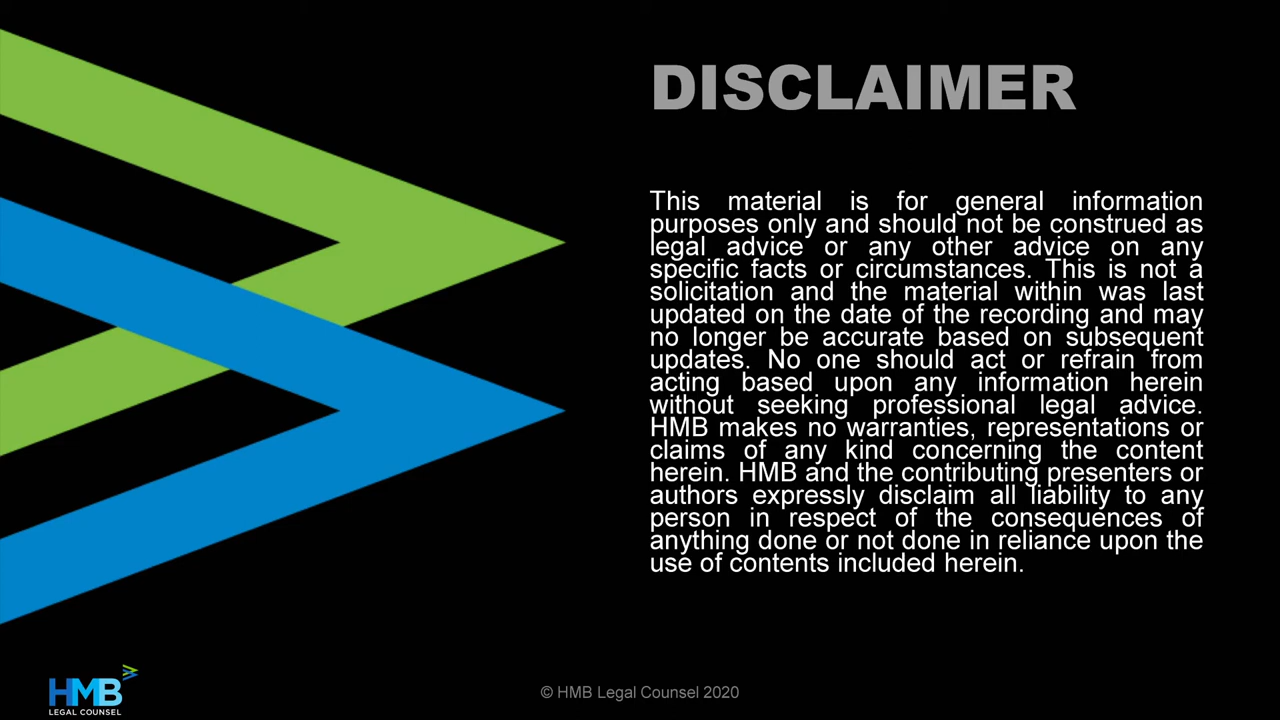 DISCLAIMER
This material is for general information
purposes only and should not be construed as
legal advice or any other advice on any
specific facts or circumstances. This is not a
solicitation and the material within was last
updated on the date of the recording and may
no longer be accurate based on subsequent
updates. No one should act or refrain from
acting based upon any information herein
without seeking professional legal advice.
HMB makes no warranties, representations or
claims of any kind concerning the content
herein. HMB and the contributing presenters or
authors expressly disclaim all liability to any
person in respect of the consequences of
anything done or not done in reliance upon the
use of contents included herein.
HMB
LEGAL COUNSEL
© HMB Legal Counsel 2020